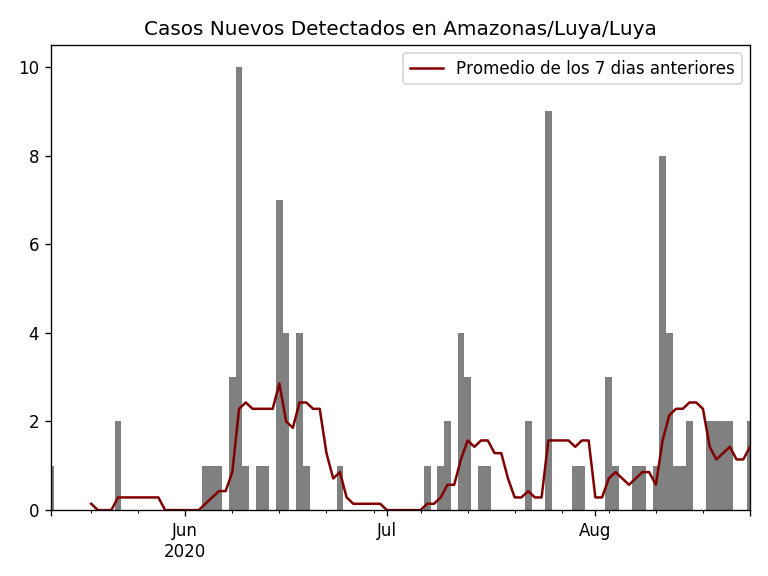 Casos Nuevos Detectados en Amazonas/Luya/Luya
Promedio de los 7 dias anteriores
10
8
6
4
2
0
Jun
2020
Jul
Aug